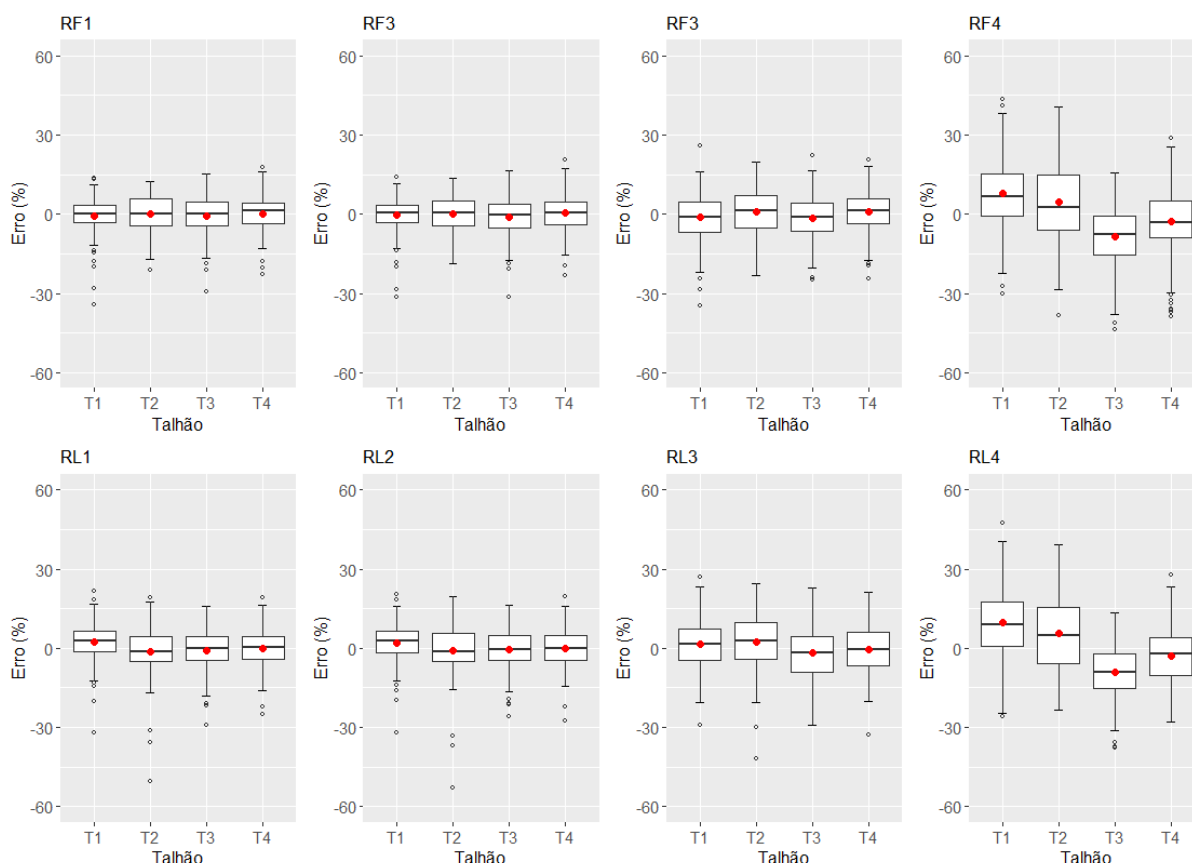 RF1 RF3 RF3 RF4
60 60 60 60
30 30 30 30
Erro (%) Erro (%) Erro (%) Erro (%)
0 0 0 0
-30 -30 -30 -30
-60 -60 -60 -60
T1 T2 T3 T4 T1 T2 T3 T4 T1 T2 T3 T4 T1 T2 T3 T4
Talhão Talhão Talhão Talhão
RL1 RL2 RL3 RL4
60 60 60 60
30 30 30 30
Erro (%) Erro (%) Erro (%) Erro (%)
0 0 0 0
-30 -30 -30 -30
-60 -60 -60 -60
T1 T2 T3 T4 T1 T2 T3 T4 T1 T2 T3 T4 T1 T2 T3 T4
Talhão Talhão Talhão Talhão